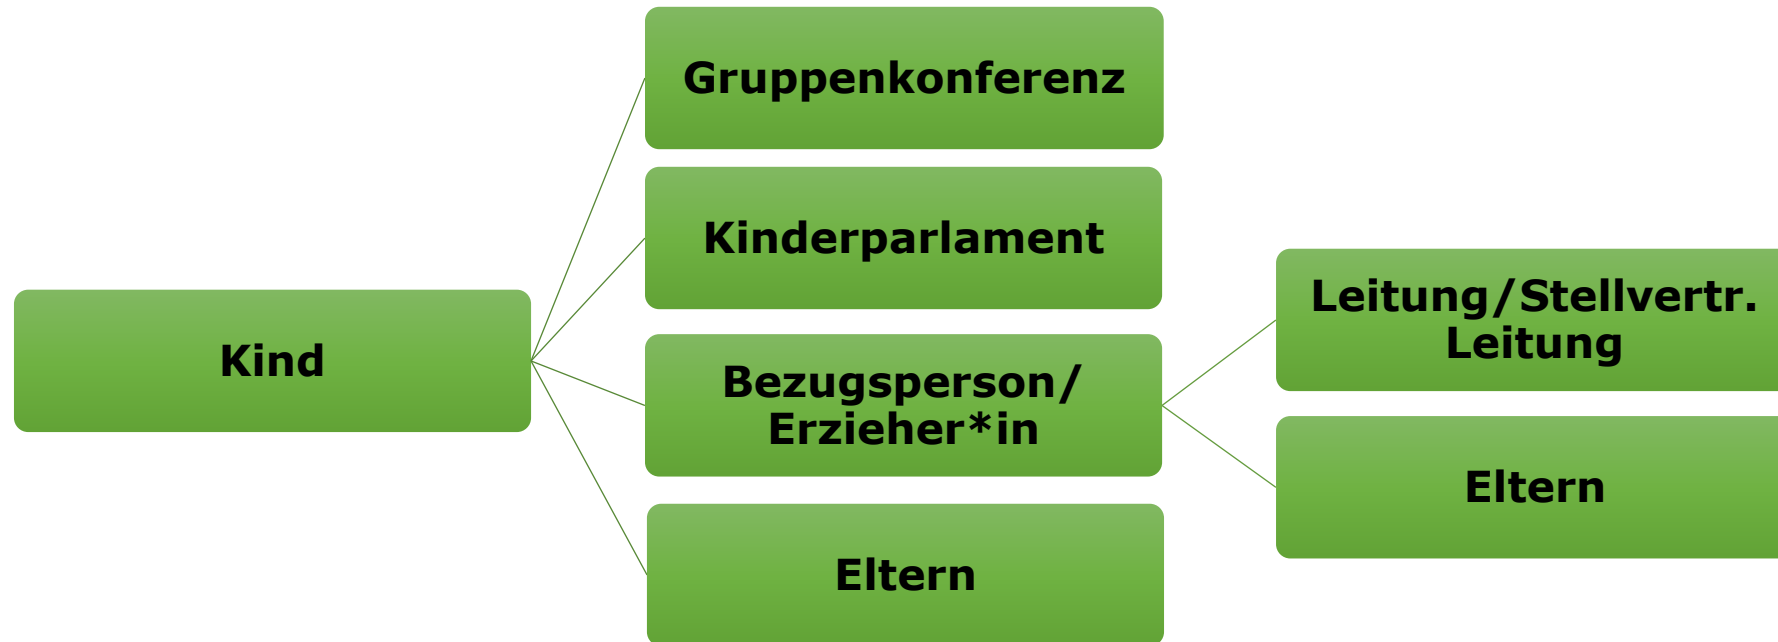 Kind
Gruppenkonferenz
Kinderparlament
Bezugsperson/
Erzieher*in
Eltern
Leitung/Stellvertr.
Leitung
Eltern